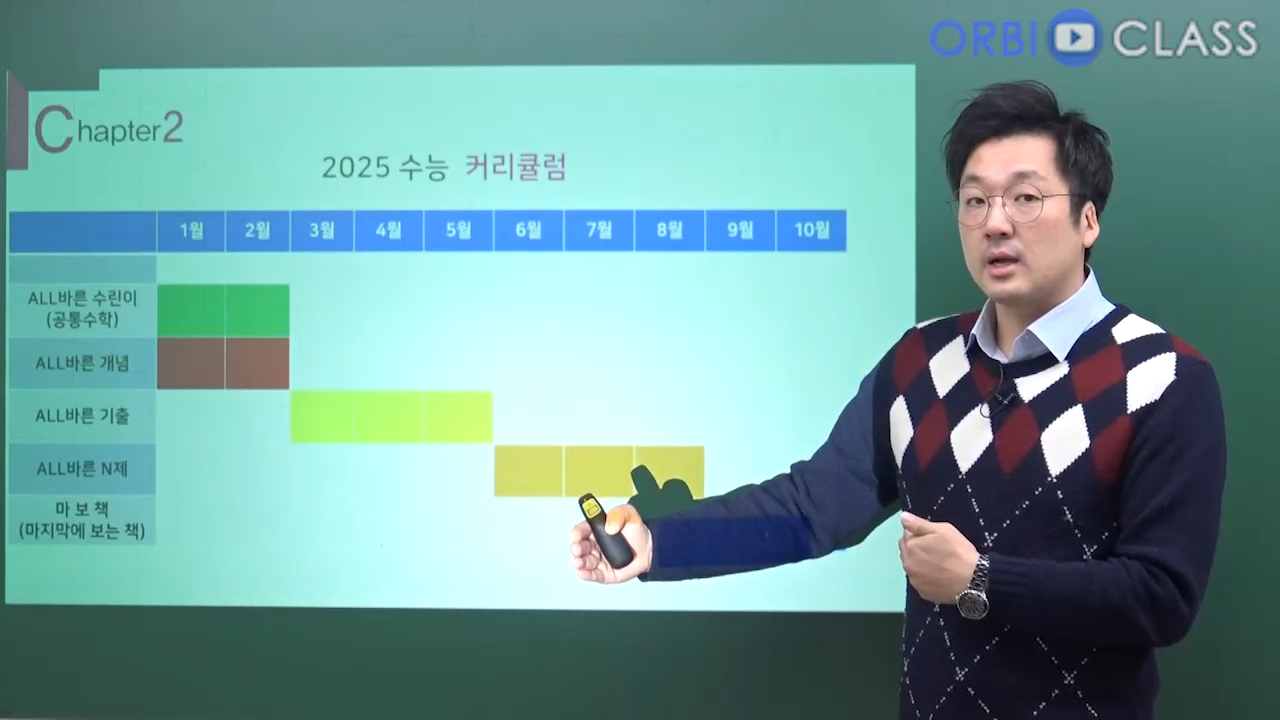 ORBI CLASS
Chapter2
2025 수능 커리큘럼
1월 2월 3월 4월 5월 6월 7월 8월 9월 10월
ALL바른 수린이
(공통수학)
ALL바른 개념
ALL바른 기출
ALL바른 N제
마 보 책
(마지막에 보는 책)